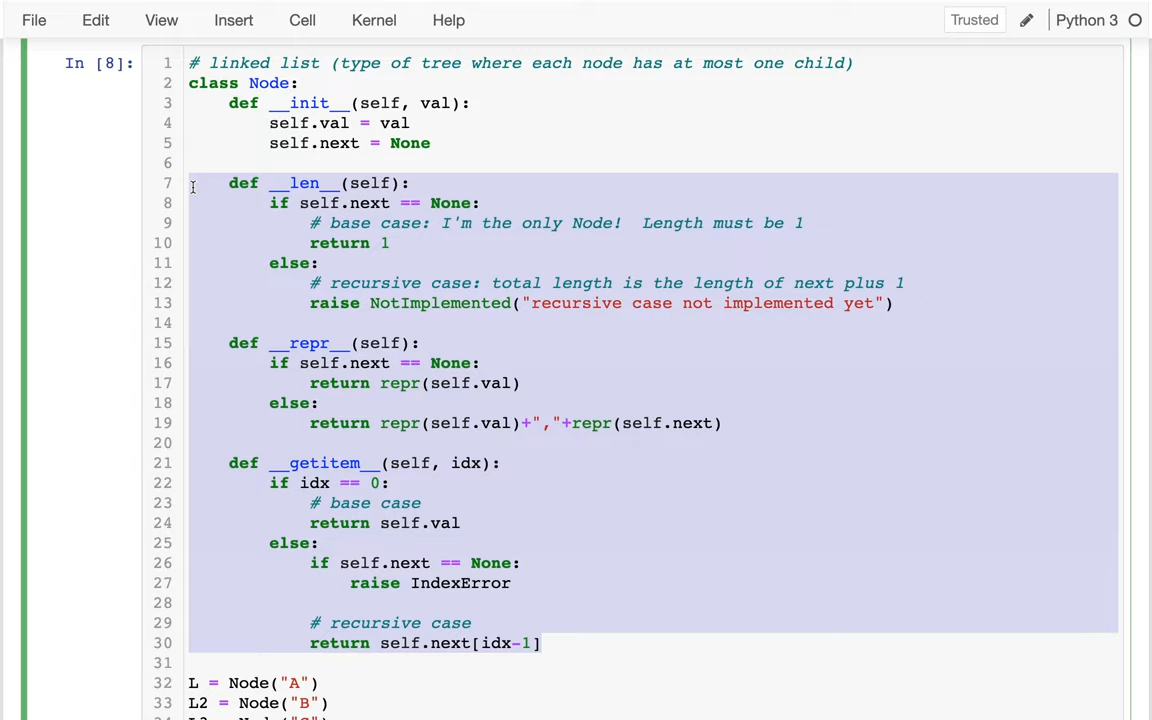 File Edit View Insert Cell Kernel Help Trusted Python 3
In [8]:
1 # linked list (type of tree where each node has at most one child)
2 class Node:
3     def __init__(self, val):
4         self.val = val
5         self.next = None
6
7     def __len__(self):
8         if self.next == None:
9             # base case: I'm the only Node!  Length must be 1
10             return 1
11         else:
12             # recursive case: total length is the length of next plus 1
13             raise NotImplemented("recursive case not implemented yet")
14
15     def __repr__(self):
16         if self.next == None:
17             return repr(self.val)
18         else:
19             return repr(self.val)+","+repr(self.next)
20
21     def __getitem__(self, idx):
22         if idx == 0:
23             # base case
24             return self.val
25         else:
26             if self.next == None:
27                 raise IndexError
28
29             # recursive case
30             return self.next[idx-1]
31
32 L = Node("A")
33 L2 = Node("B")